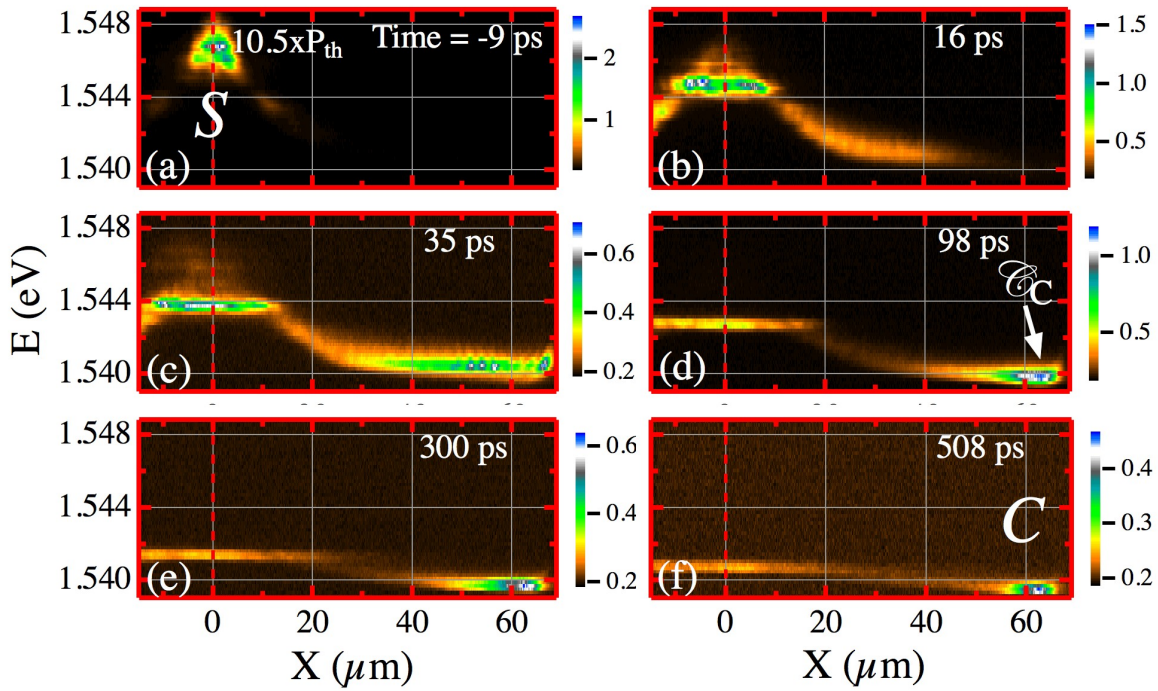 1.548
1.544
1.540
10.5xPth
Time = -9 ps
S
(a)
2
1
16 ps
(b)
1.5
1.0
0.5
1.548
1.544
1.540
35 ps
(c)
0.6
0.4
0.2
98 ps
𝒞C
(d)
1.0
0.5
E (eV)
1.548
1.544
1.540
300 ps
(e)
0.6
0.4
0.2
508 ps
C
(f)
0.4
0.3
0.2
0 20 40 60
0 20 40 60
X (μm)
X (μm)